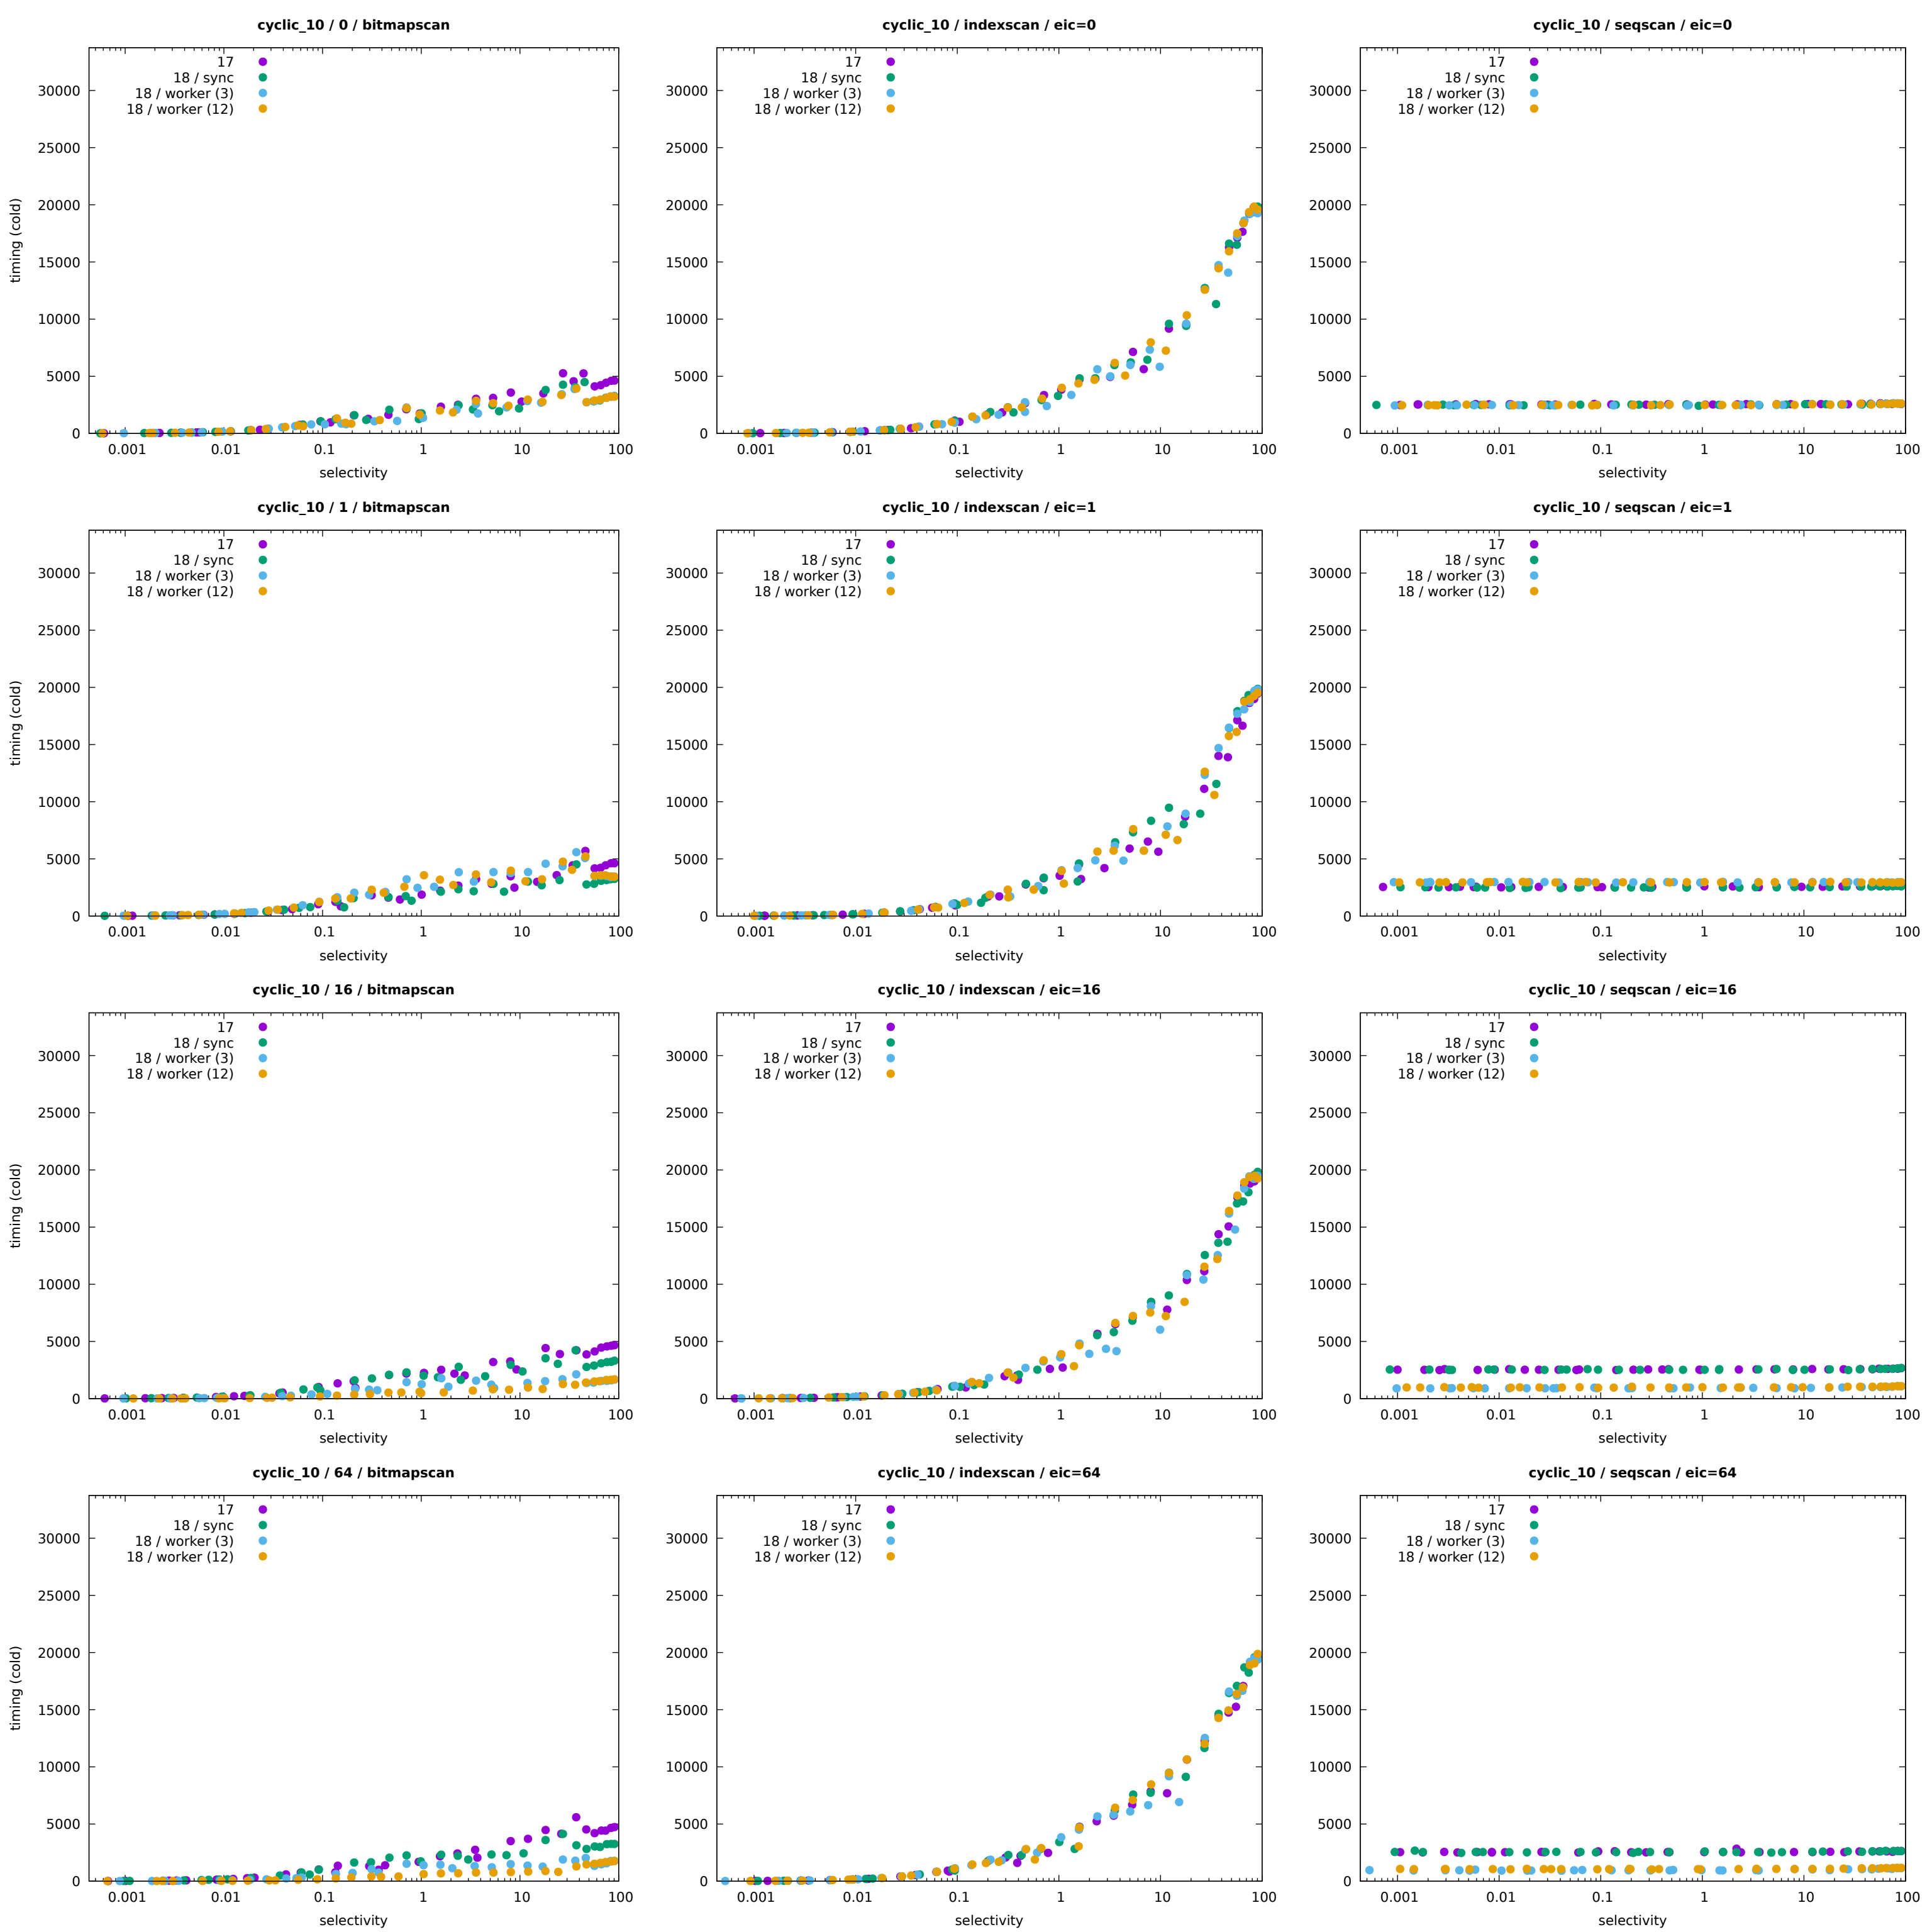 cyclic_10 / 0 / bitmapscan
timing (cold)
30000
25000
20000
15000
10000
5000
0
17
18 / sync
18 / worker (3)
18 / worker (12)
0.001 0.01 0.1 1 10 100
selectivity
cyclic_10 / indexscan / eic=0
30000
25000
20000
15000
10000
5000
0
17
18 / sync
18 / worker (3)
18 / worker (12)
0.001 0.01 0.1 1 10 100
selectivity
cyclic_10 / seqscan / eic=0
30000
25000
20000
15000
10000
5000
0
17
18 / sync
18 / worker (3)
18 / worker (12)
0.001 0.01 0.1 1 10 100
selectivity
cyclic_10 / 1 / bitmapscan
timing (cold)
30000
25000
20000
15000
10000
5000
0
17
18 / sync
18 / worker (3)
18 / worker (12)
0.001 0.01 0.1 1 10 100
selectivity
cyclic_10 / indexscan / eic=1
30000
25000
20000
15000
10000
5000
0
17
18 / sync
18 / worker (3)
18 / worker (12)
0.001 0.01 0.1 1 10 100
selectivity
cyclic_10 / seqscan / eic=1
30000
25000
20000
15000
10000
5000
0
17
18 / sync
18 / worker (3)
18 / worker (12)
0.001 0.01 0.1 1 10 100
selectivity
cyclic_10 / 16 / bitmapscan
timing (cold)
30000
25000
20000
15000
10000
5000
0
17
18 / sync
18 / worker (3)
18 / worker (12)
0.001 0.01 0.1 1 10 100
selectivity
cyclic_10 / indexscan / eic=16
30000
25000
20000
15000
10000
5000
0
17
18 / sync
18 / worker (3)
18 / worker (12)
0.001 0.01 0.1 1 10 100
selectivity
cyclic_10 / seqscan / eic=16
30000
25000
20000
15000
10000
5000
0
17
18 / sync
18 / worker (3)
18 / worker (12)
0.001 0.01 0.1 1 10 100
selectivity
cyclic_10 / 64 / bitmapscan
timing (cold)
30000
25000
20000
15000
10000
5000
0
17
18 / sync
18 / worker (3)
18 / worker (12)
0.001 0.01 0.1 1 10 100
selectivity
cyclic_10 / indexscan / eic=64
30000
25000
20000
15000
10000
5000
0
17
18 / sync
18 / worker (3)
18 / worker (12)
0.001 0.01 0.1 1 10 100
selectivity
cyclic_10 / seqscan / eic=64
30000
25000
20000
15000
10000
5000
0
17
18 / sync
18 / worker (3)
18 / worker (12)
0.001 0.01 0.1 1 10 100
selectivity